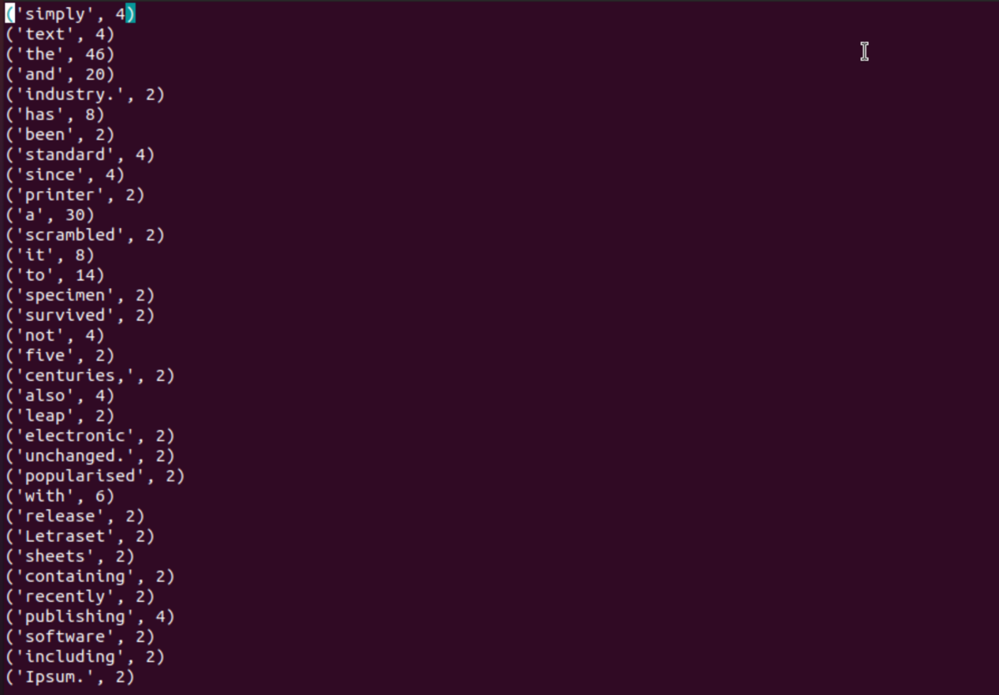 ('simply', 4)
('text', 4)
('the', 46)
('and', 20)
('industry.', 2)
('has', 8)
('been', 2)
('standard', 4)
('since', 4)
('printer', 2)
('a', 30)
('scrambled', 2)
('it', 8)
('to', 14)
('specimen', 2)
('survived', 2)
('not', 4)
('five', 2)
('centuries,', 2)
('also', 4)
('leap', 2)
('electronic', 2)
('unchanged.', 2)
('popularised', 2)
('with', 6)
('release', 2)
('Letraset', 2)
('sheets', 2)
('containing', 2)
('recently', 2)
('publishing', 4)
('software', 2)
('including', 2)
('Ipsum.', 2)